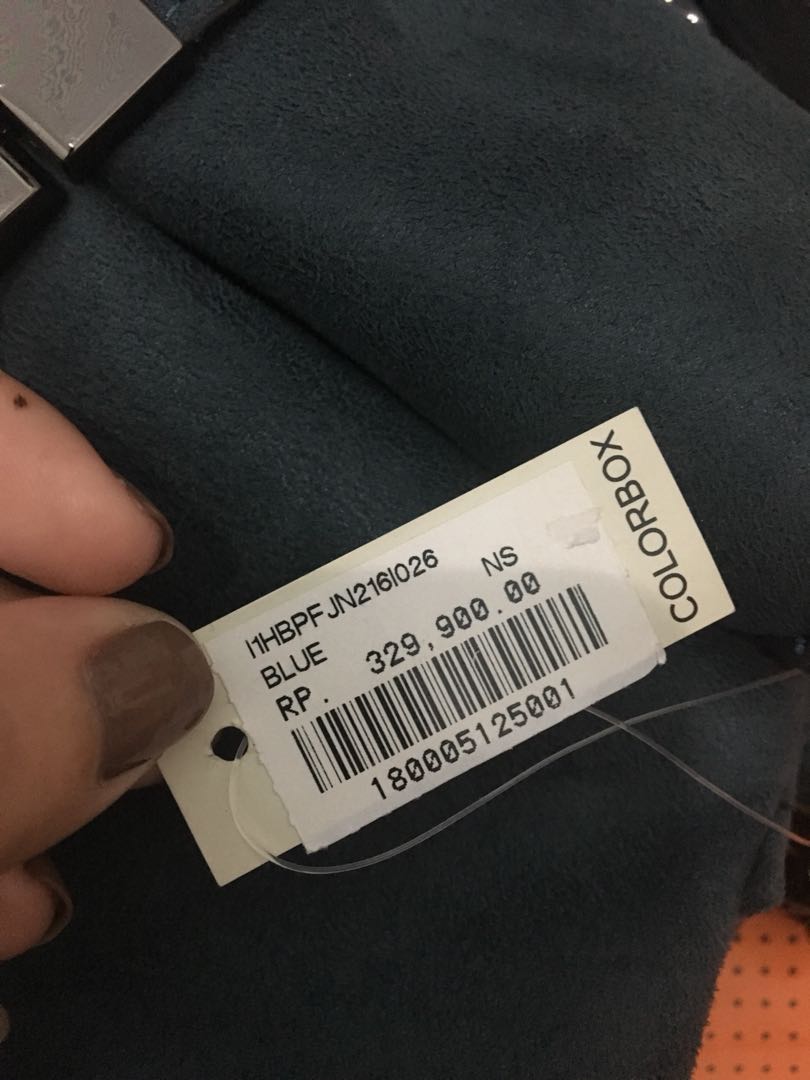 I1HBPFJN216I026 NS
BLUE
RP. 329,900.00
180005125001
COLORBOX